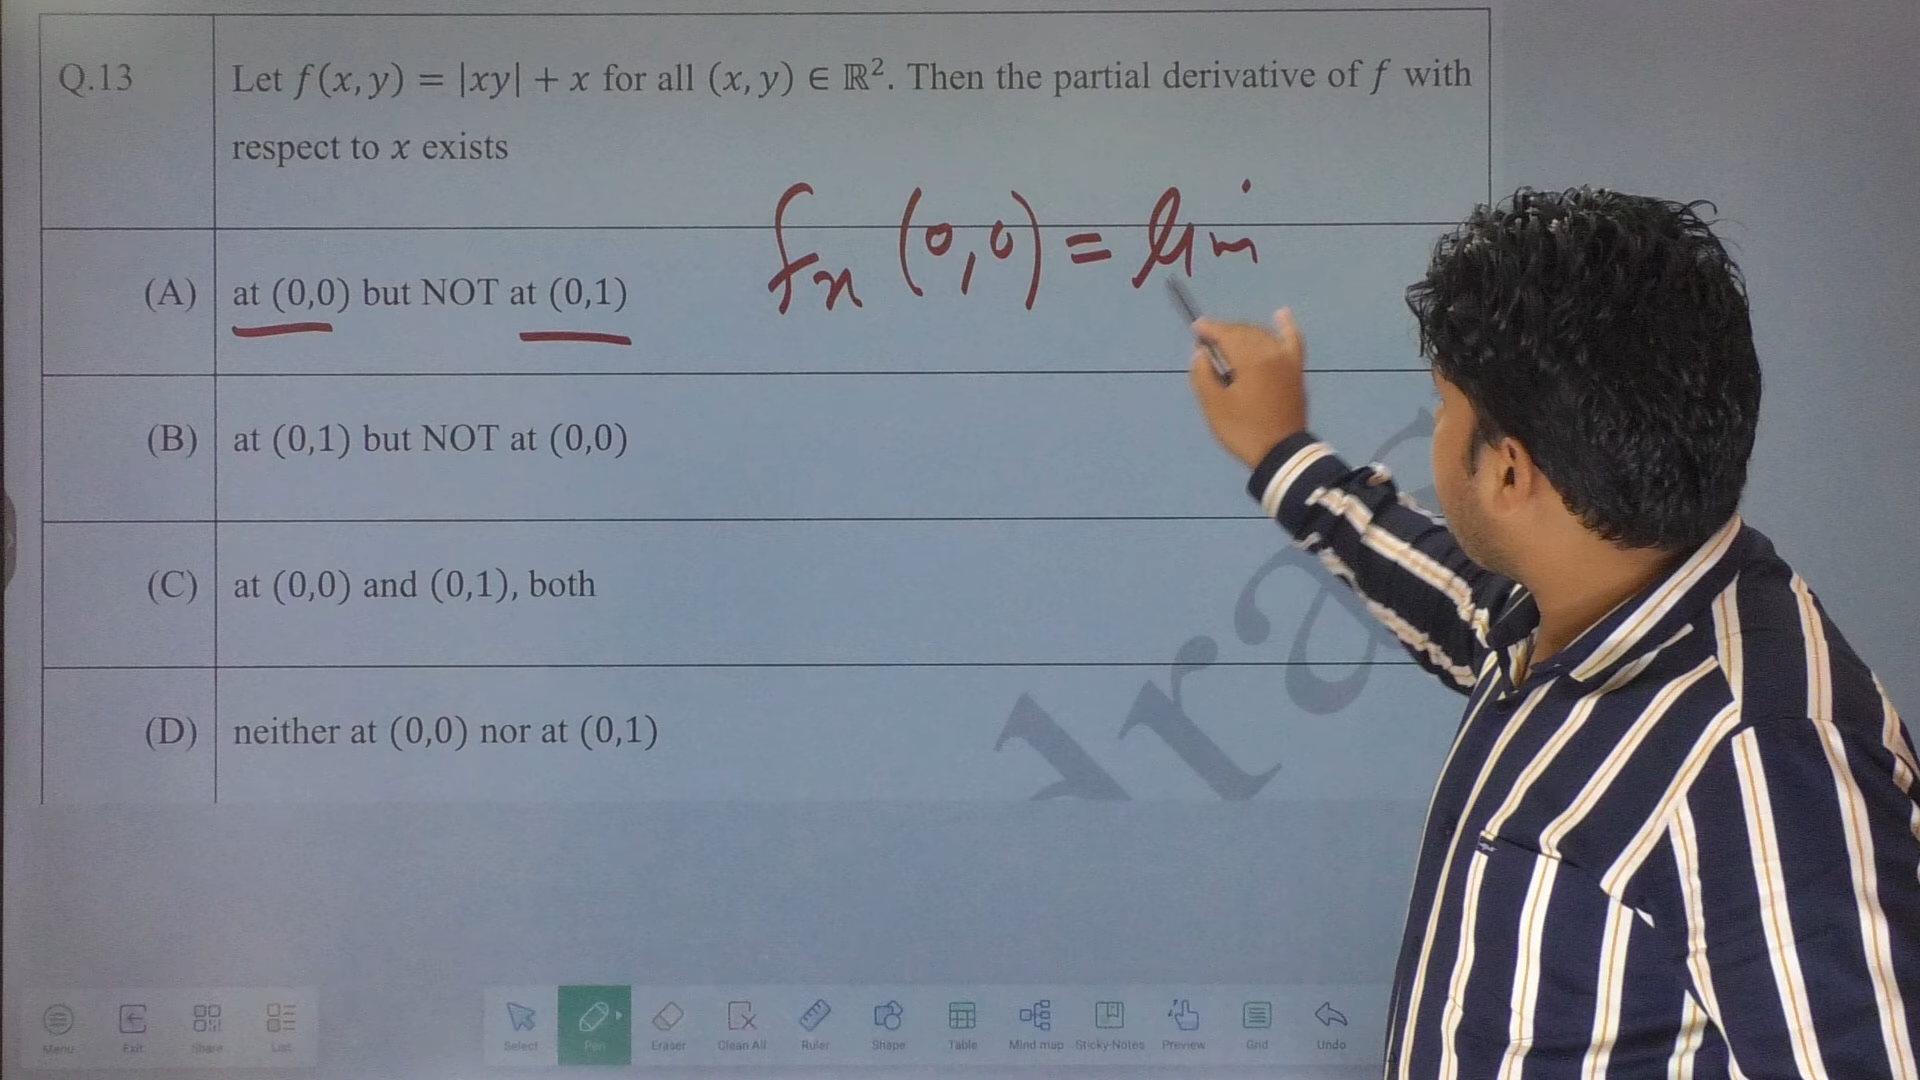 Q.13
Let f(x, y) = |xy| + x for all (x, y) ∈ ℝ². Then the partial derivative of f with
respect to x exists
fx (0,0) = lim
(A) at (0,0) but NOT at (0,1)
(B) at (0,1) but NOT at (0,0)
(C) at (0,0) and (0,1), both
(D) neither at (0,0) nor at (0,1)
dra
Menu Exit Share List Select Pen Eraser Clean All Ruler Shape Table Mind map Sticky Notes Preview Grid Undo